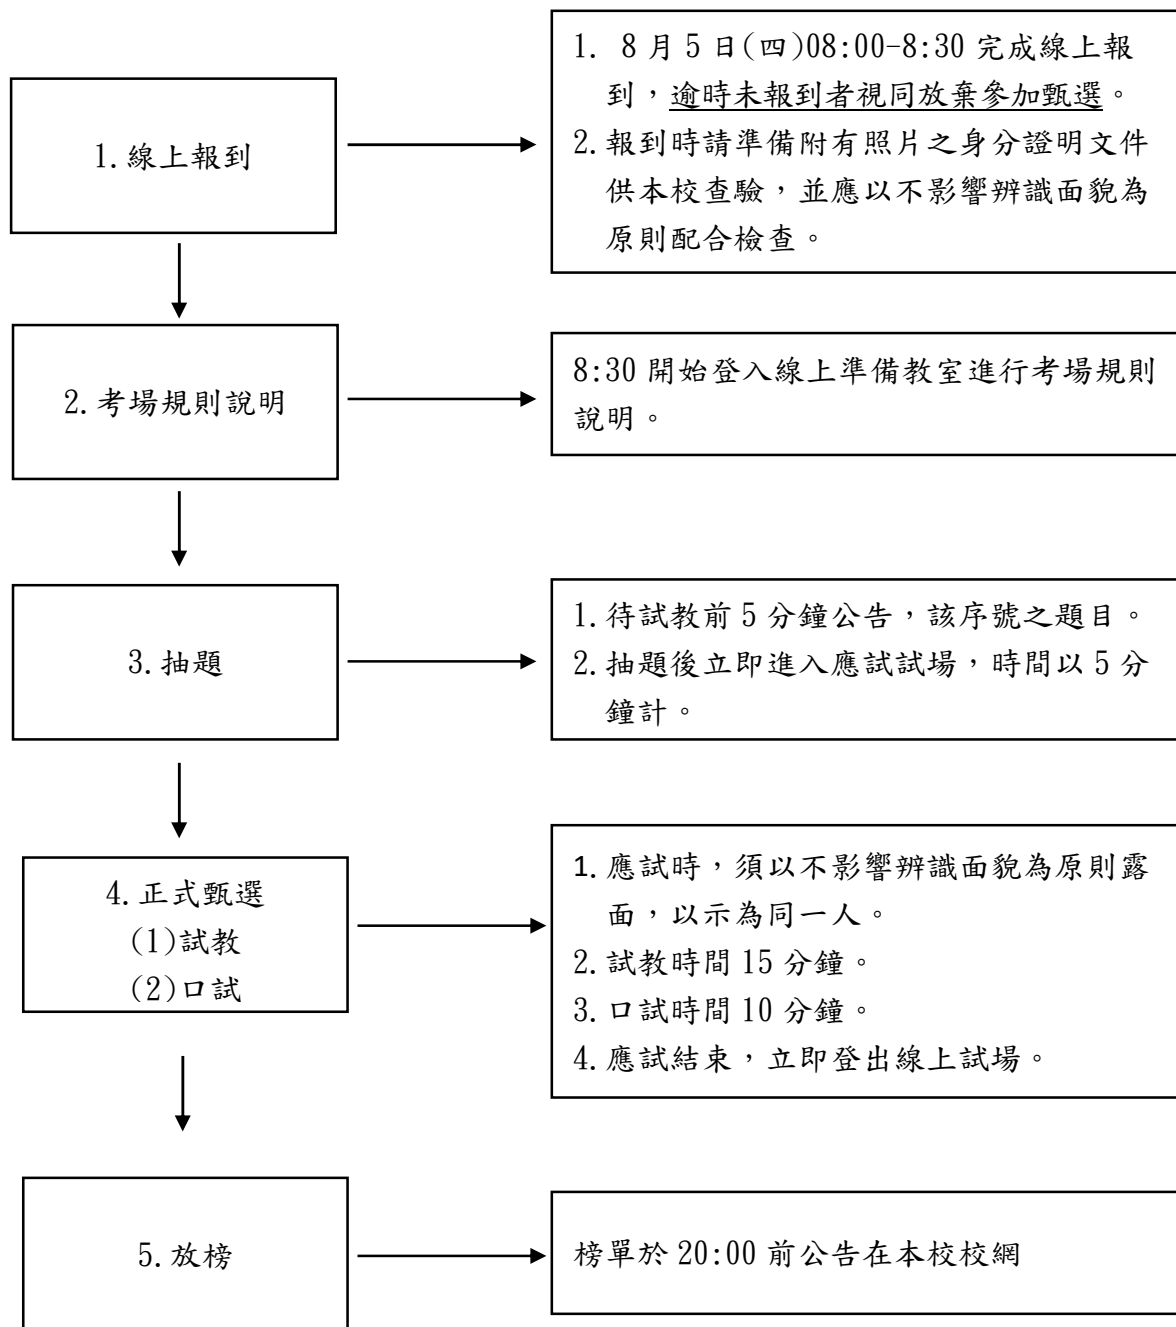 1.線上報到
1. 8月5日(四)08:00-8:30完成線上報
到，逾時未報到者視同放棄參加甄選。
2.報到時請準備附有照片之身分證明文件
供本校查驗，並應以不影響辨識面貌為
原則配合檢查。
2.考場規則說明
8:30開始登入線上準備教室進行考場規則
說明。
3.抽題
1.待試教前5分鐘公告，該序號之題目。
2.抽題後立即進入應試試場，時間以5分
鐘計。
4.正式甄選
(1)試教
(2)口試
1.應試時，須以不影響辨識面貌為原則露
面，以示為同一人。
2.試教時間15分鐘。
3.口試時間10分鐘。
4.應試結束，立即登出線上試場。
5.放榜
榜單於20:00前公告在本校校網